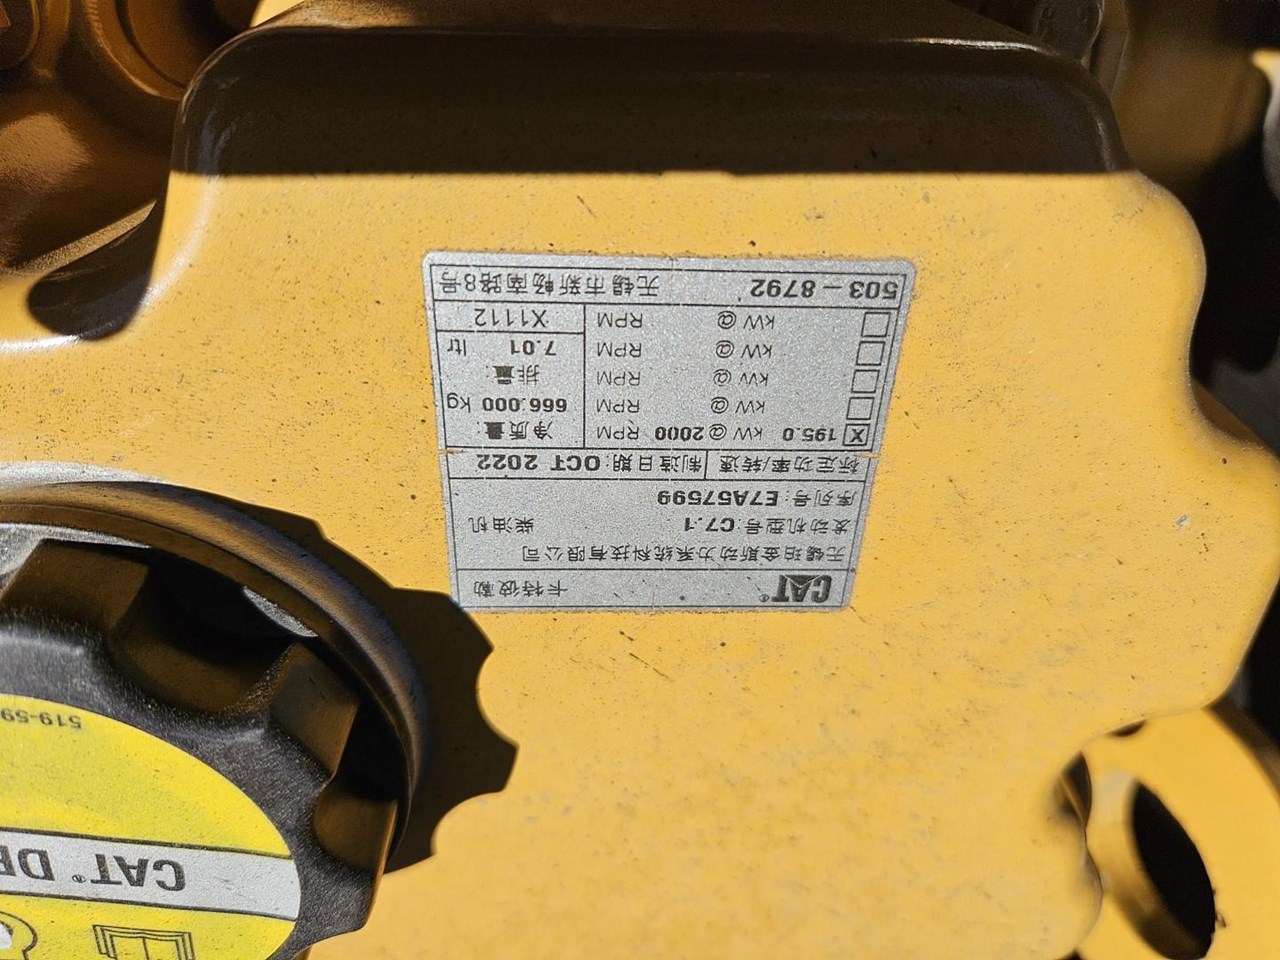 CAT® 卡特彼勒
无锡珀金斯动力系统科技有限公司
发动机型号: C7.1 柴油机
序列号: E7A57599
标定功率/转速 制造日期: OCT 2022
X 195.0 kW @ 2000 RPM
kW @ RPM
kW @ RPM
kW @ RPM
kW @ RPM
净质量:
666.000 kg
排量:
7.01 ltr
X1112
503-8792 无锡市新畅南路8号
CAT® DE
519-59